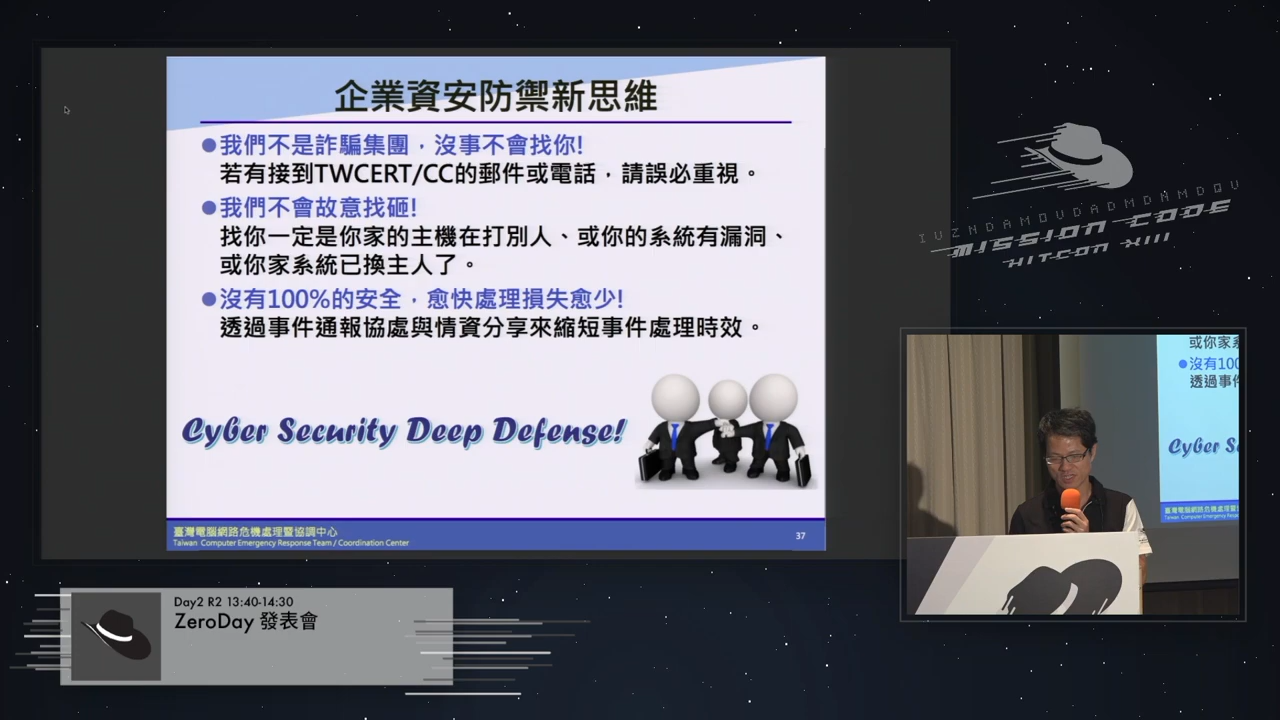 企業資安防禦新思維
●我們不是詐騙集團，沒事不會找你!
若有接到TWCERT/CC的郵件或電話，請誤必重視。
●我們不會故意找砸!
找你一定是你家的主機在打別人、或你的系統有漏洞、
或你家系統已換主人了。
●沒有100%的安全，愈快處理損失愈少!
透過事件通報協處與情資分享來縮短事件處理時效。
Cyber Security Deep Defense!
臺灣電腦網路危機處理暨協調中心
Taiwan Computer Emergency Response Team / Coordination Center
37
MISSION CODE
HITCON XIII
或你家系
●沒有100
透過事件
Cyber S
Day2 R2 13:40-14:30
ZeroDay 發表會